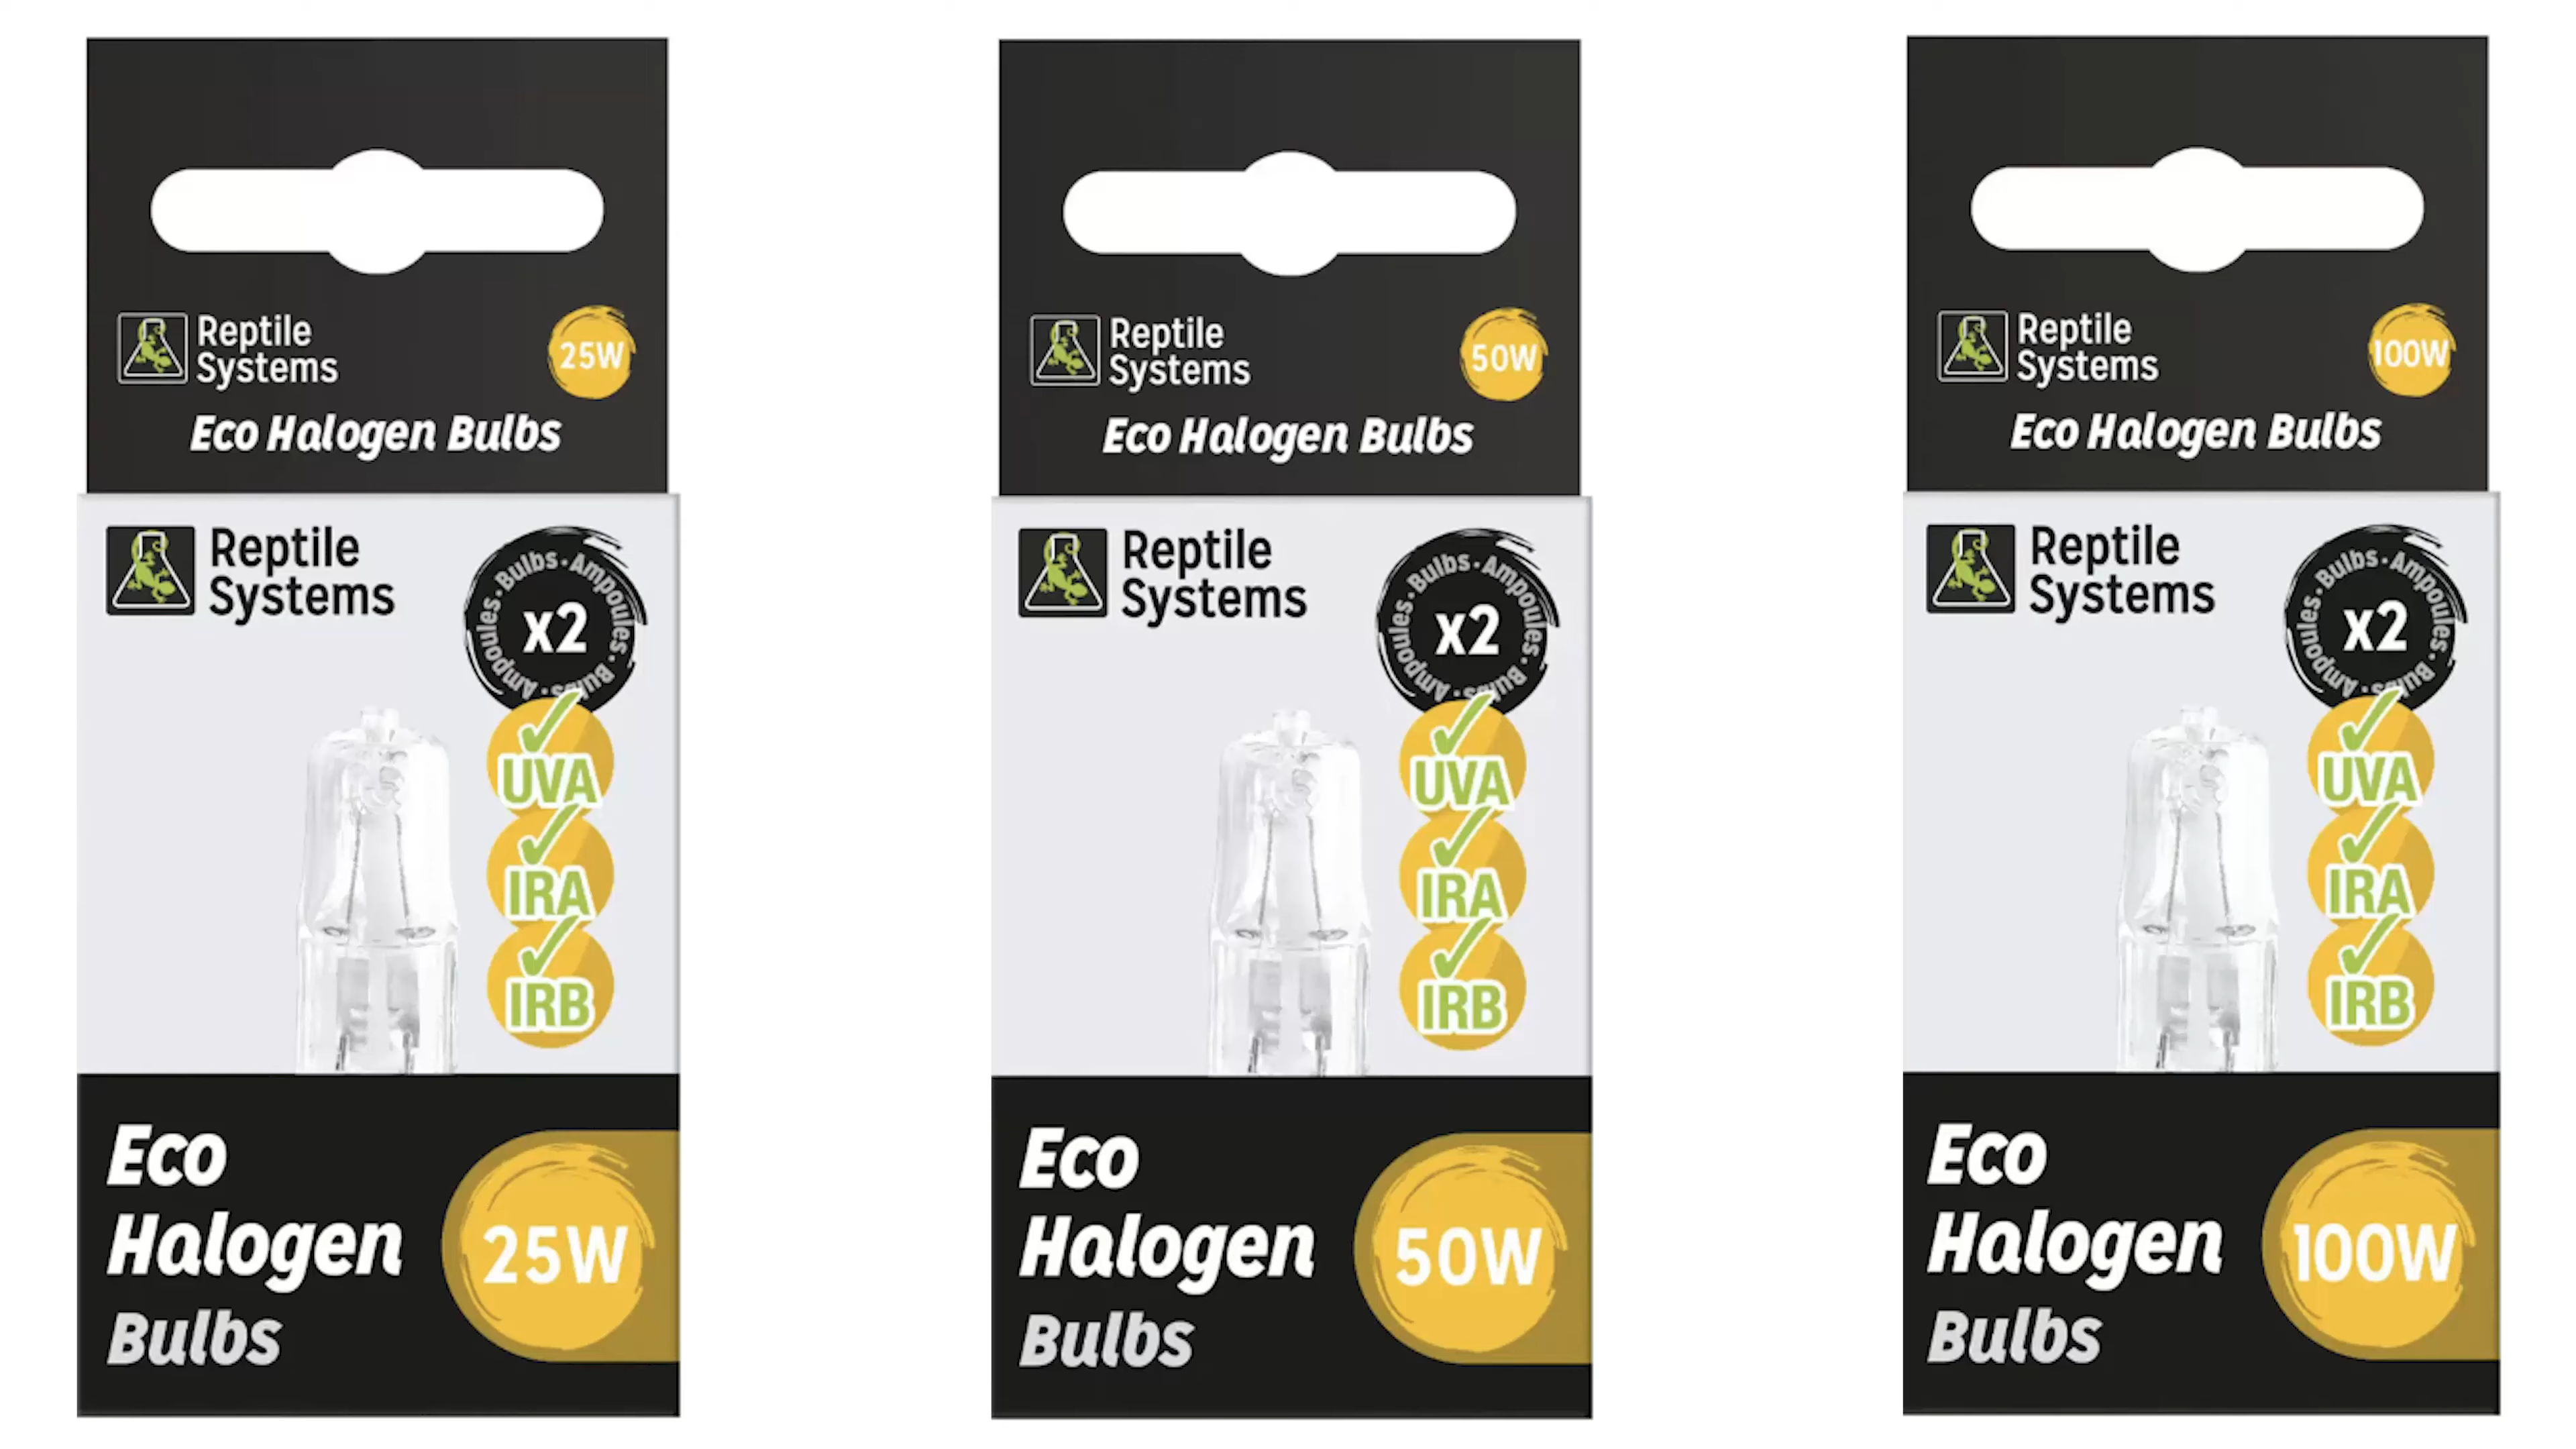 Reptile
Systems
25W
Eco Halogen Bulbs
Reptile
Systems
Bulbs · Ampoules · Bulbs · Ampoules ·
x2
UVA
IRA
IRB
Eco
Halogen
Bulbs
25W
Reptile
Systems
50W
Eco Halogen Bulbs
Reptile
Systems
Bulbs · Ampoules · Bulbs · Ampoules ·
x2
UVA
IRA
IRB
Eco
Halogen
Bulbs
50W
Reptile
Systems
100W
Eco Halogen Bulbs
Reptile
Systems
Bulbs · Ampoules · Bulbs · Ampoules ·
x2
UVA
IRA
IRB
Eco
Halogen
Bulbs
100W